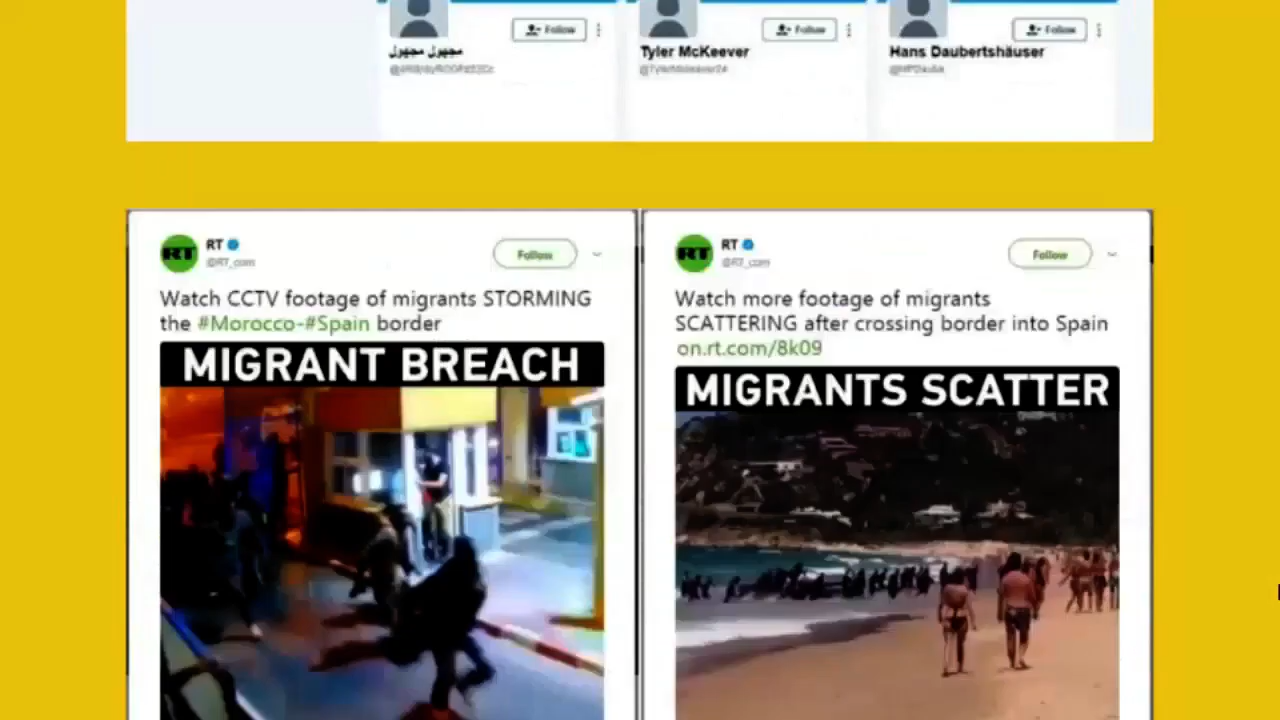 Follow Follow Follow
مجهول مجهول Tyler McKeever Hans Daubertshäuser
RT RT
@RT_com @RT_com
Follow Follow
Watch CCTV footage of migrants STORMING
the #Morocco-#Spain border
MIGRANT BREACH
Watch more footage of migrants
SCATTERING after crossing border into Spain
on.rt.com/8k09
MIGRANTS SCATTER